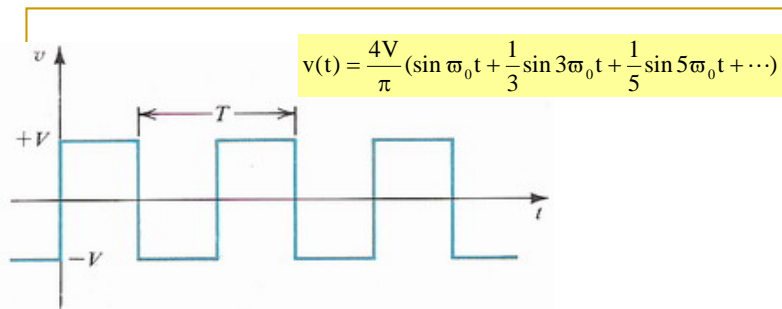 v(t) = 4V/π (sin ϖ₀t + 1/3 sin 3ϖ₀t + 1/5 sin 5ϖ₀t + ⋯)
v
T
+V
t
−V